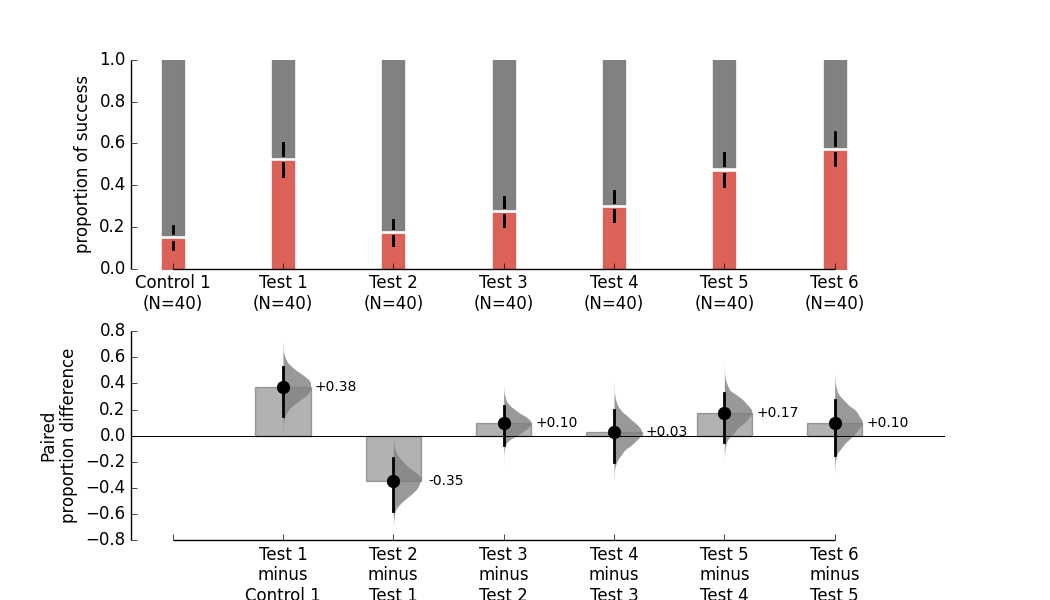 proportion of success
1.0
0.8
0.6
0.4
0.2
0.0
Control 1 Test 1 Test 2 Test 3 Test 4 Test 5 Test 6
(N=40) (N=40) (N=40) (N=40) (N=40) (N=40) (N=40)
Paired
proportion difference
0.8
0.6
0.4
0.2
0.0
−0.2
−0.4
−0.6
−0.8
+0.38
-0.35
+0.10
+0.03
+0.17
+0.10
Test 1 Test 2 Test 3 Test 4 Test 5 Test 6
minus minus minus minus minus minus
Control 1 Test 1 Test 2 Test 3 Test 4 Test 5